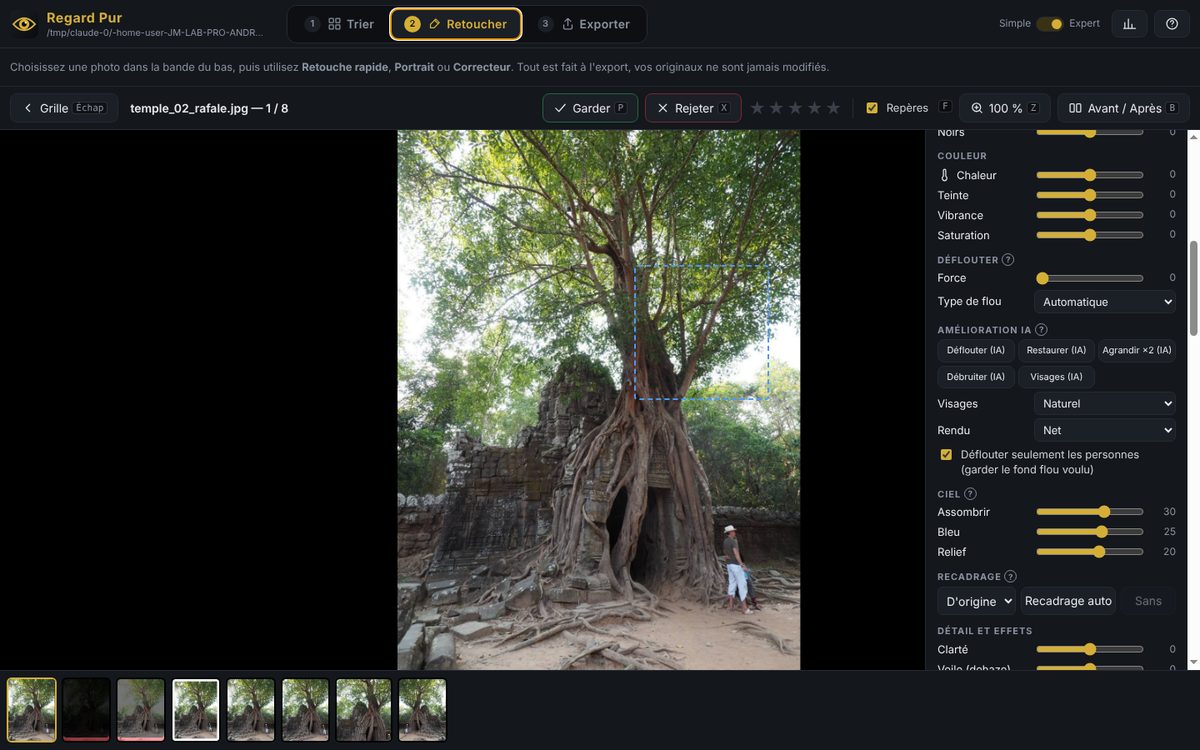 Regard Pur
/tmp/claude-0/-home-user-JM-LAB-PRO-ANDR...
1 Trier
2 Retoucher
3 Exporter
Simple Expert
Choisissez une photo dans la bande du bas, puis utilisez Retouche rapide, Portrait ou Correcteur. Tout est fait à l'export, vos originaux ne sont jamais modifiés.
Grille Échap
temple_02_rafale.jpg — 1 / 8
Garder P
Rejeter X
Repères F
100 % Z
Avant / Après B
Noirs 0
COULEUR
Chaleur 0
Teinte 0
Vibrance 0
Saturation 0
DÉFLOUTER ?
Force 0
Type de flou Automatique
AMÉLIORATION IA ?
Déflouter (IA) Restaurer (IA) Agrandir ×2 (IA)
Débruiter (IA) Visages (IA)
Visages Naturel
Rendu Net
Déflouter seulement les personnes
(garder le fond flou voulu)
CIEL ?
Assombrir 30
Bleu 25
Relief 20
RECADRAGE ?
D'origine Recadrage auto Sans
DÉTAIL ET EFFETS
Clarté 0
Voile (dehaze) 0